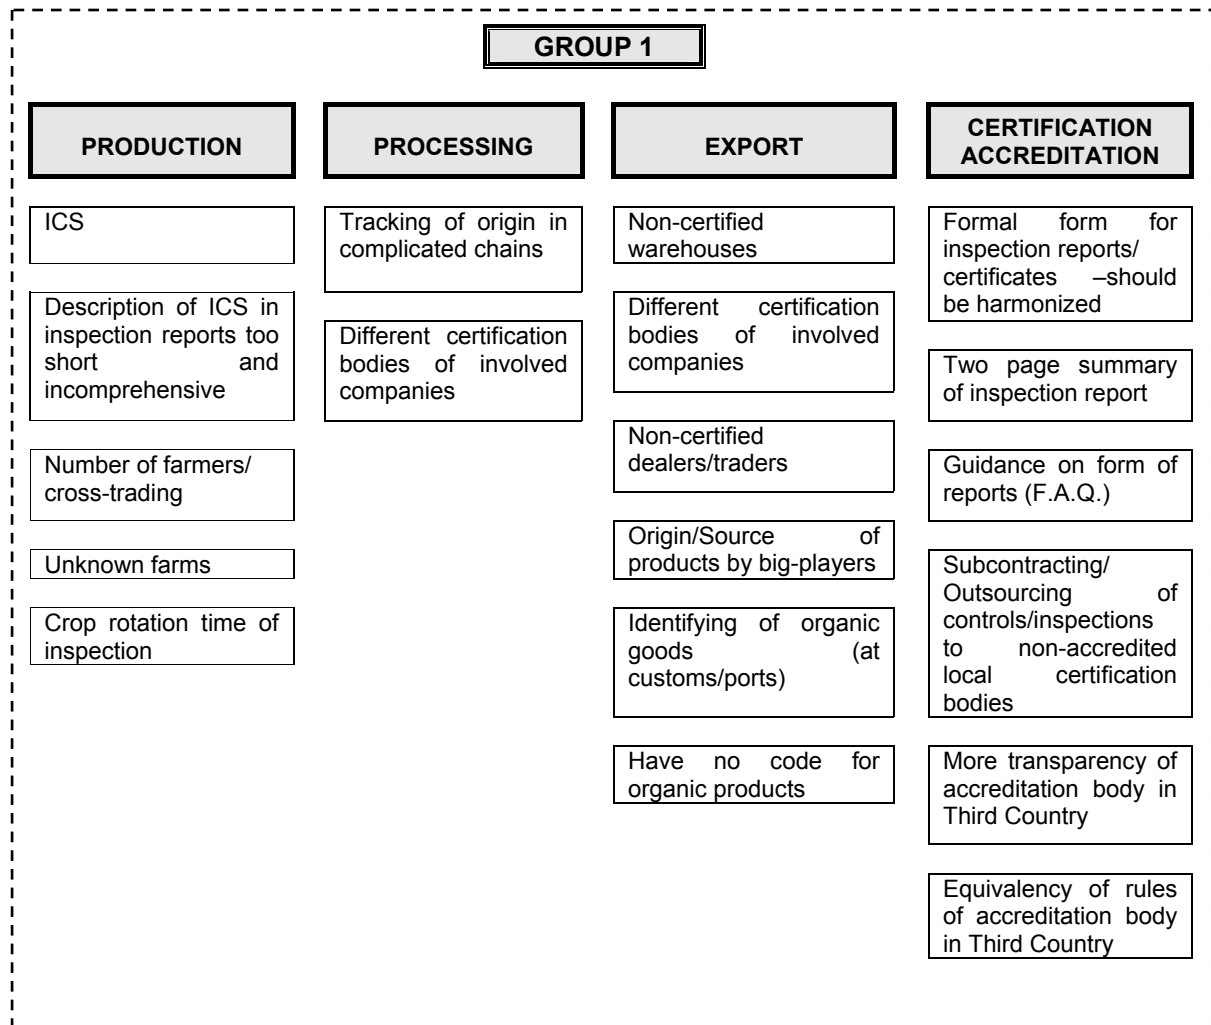 GROUP 1
PRODUCTION
PROCESSING
EXPORT
CERTIFICATION
ACCREDITATION
ICS
Description of ICS in
inspection reports too
short and
incomprehensive
Number of farmers/
cross-trading
Unknown farms
Crop rotation time of
inspection
Tracking of origin in
complicated chains
Different certification
bodies of involved
companies
Non-certified
warehouses
Different certification
bodies of involved
companies
Non-certified
dealers/traders
Origin/Source of
products by big-players
Identifying of organic
goods (at
customs/ports)
Have no code for
organic products
Formal form for
inspection reports/
certificates –should
be harmonized
Two page summary
of inspection report
Guidance on form of
reports (F.A.Q.)
Subcontracting/
Outsourcing of
controls/inspections
to non-accredited
local certification
bodies
More transparency of
accreditation body in
Third Country
Equivalency of rules
of accreditation body
in Third Country